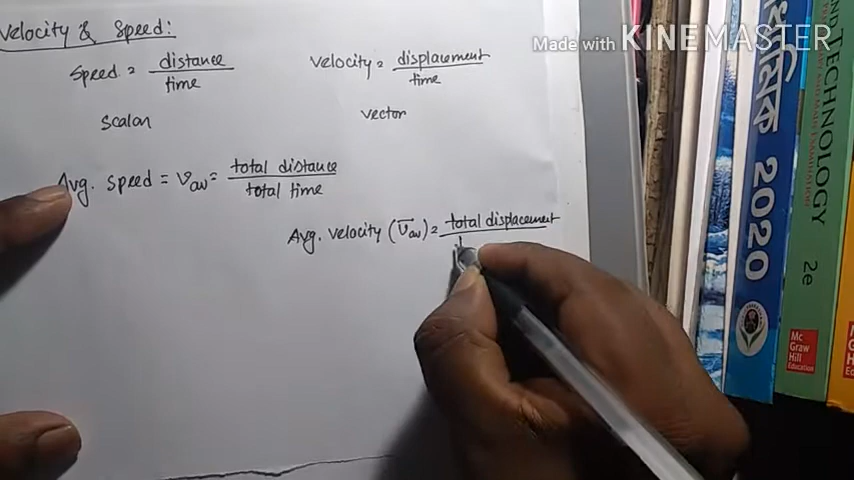 Velocity & Speed:
Made with KINEMASTER
Speed = distance / time
Velocity = displacement / time
scalar
vector
Avg. speed = Vav = total distance / total time
Avg. velocity (Vav) = total displacement /
2020
TECHNOLOGY
2e
Mc
Graw
Hill
Education